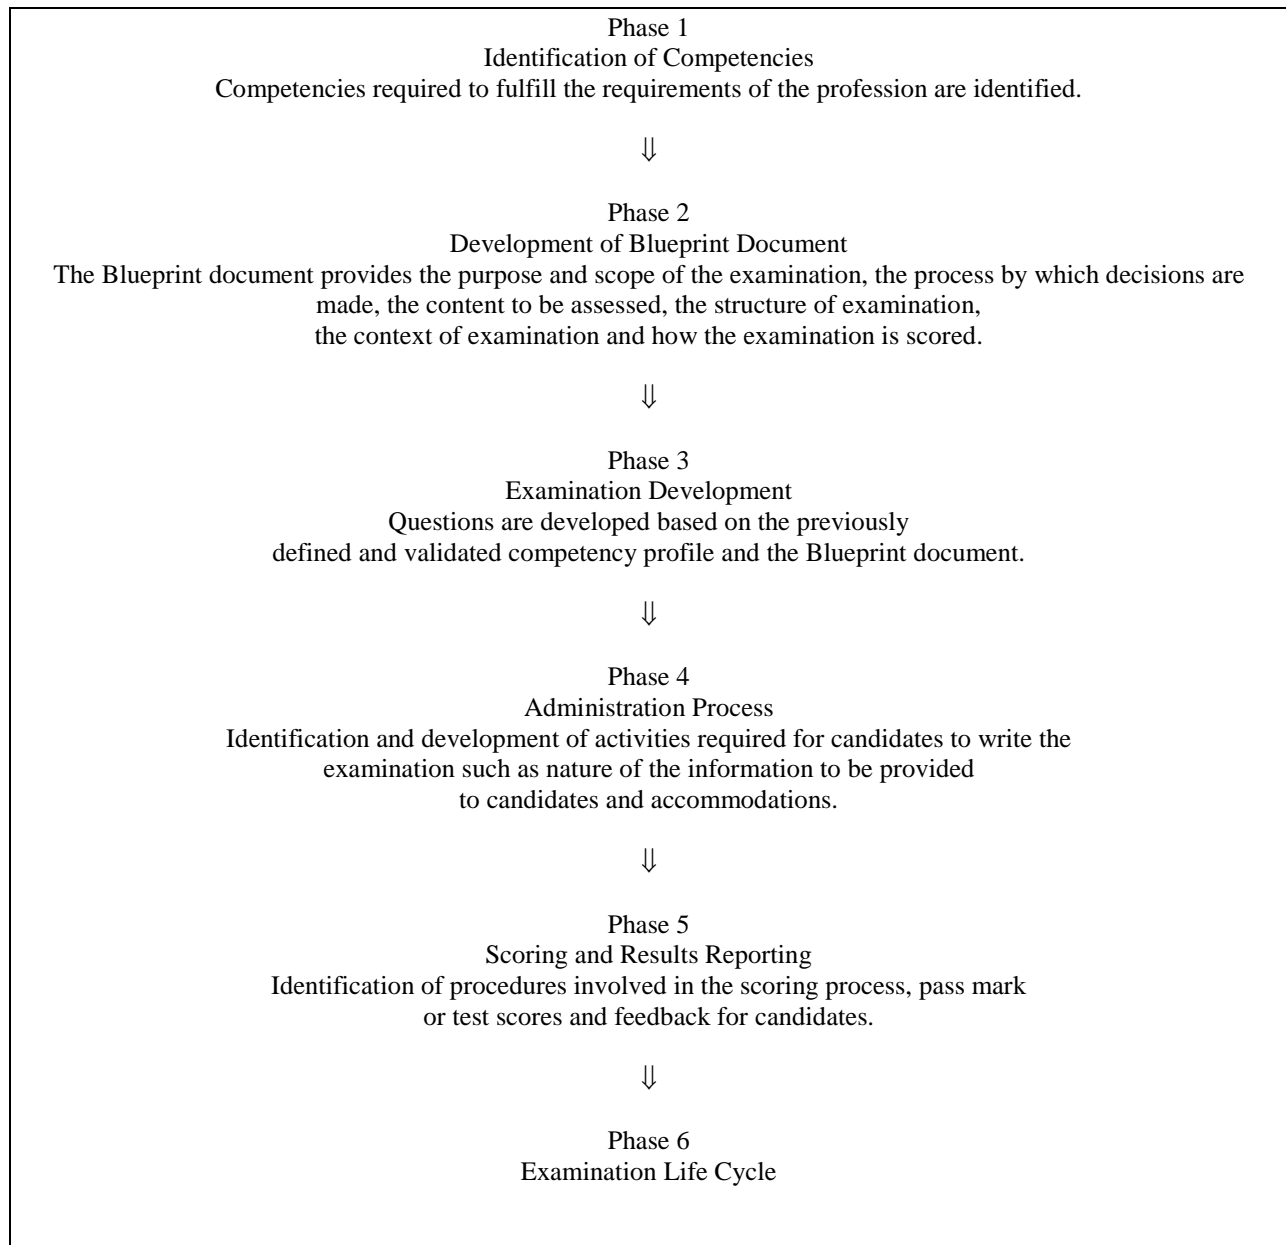 Phase 1
Identification of Competencies
Competencies required to fulfill the requirements of the profession are identified.
⇓
Phase 2
Development of Blueprint Document
The Blueprint document provides the purpose and scope of the examination, the process by which decisions are
made, the content to be assessed, the structure of examination,
the context of examination and how the examination is scored.
⇓
Phase 3
Examination Development
Questions are developed based on the previously
defined and validated competency profile and the Blueprint document.
⇓
Phase 4
Administration Process
Identification and development of activities required for candidates to write the
examination such as nature of the information to be provided
to candidates and accommodations.
⇓
Phase 5
Scoring and Results Reporting
Identification of procedures involved in the scoring process, pass mark
or test scores and feedback for candidates.
⇓
Phase 6
Examination Life Cycle